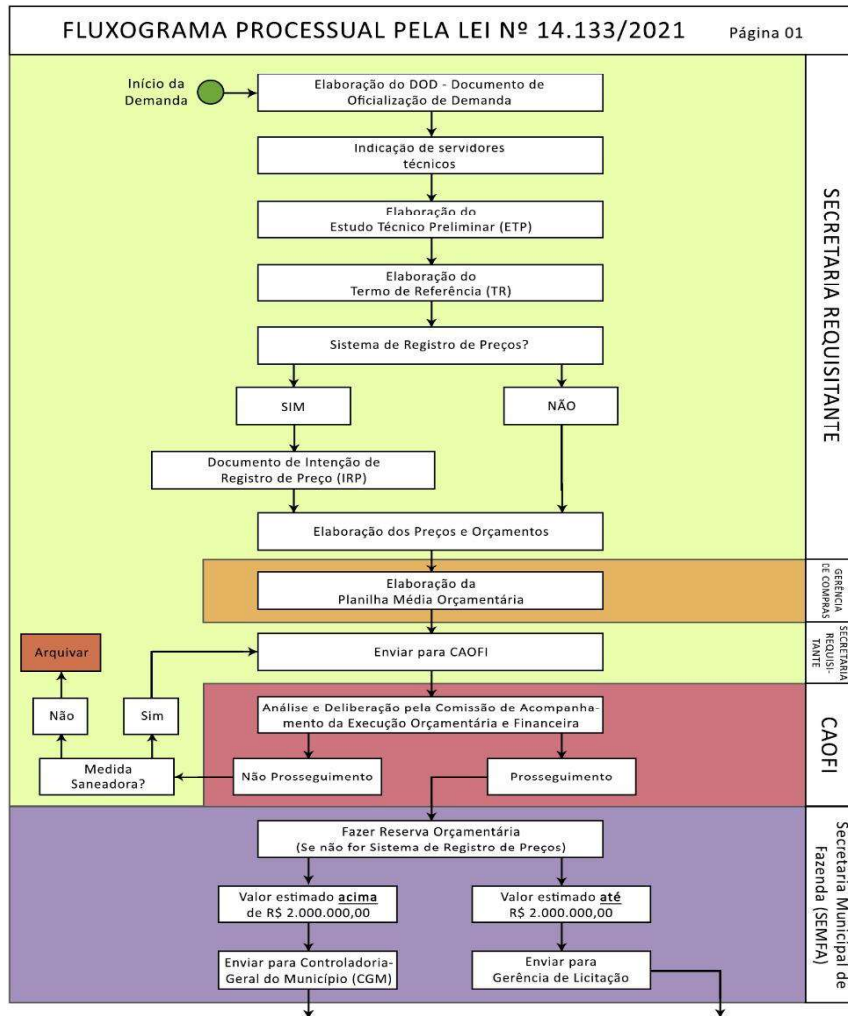 FLUXOGRAMA PROCESSUAL PELA LEI Nº 14.133/2021
Página 01
Início da
Demanda
Elaboração do DOD - Documento de
Oficialização de Demanda
Indicação de servidores
técnicos
Elaboração do
Estudo Técnico Preliminar (ETP)
Elaboração do
Termo de Referência (TR)
Sistema de Registro de Preços?
SIM
NÃO
Documento de Intenção de
Registro de Preço (IRP)
Elaboração dos Preços e Orçamentos
SECRETARIA REQUISITANTE
Elaboração da
Planilha Média Orçamentária
GERÊNCIA
DE COMPRAS
Arquivar
Enviar para CAOFI
SECRETARIA
REQUISI-
TANTE
Não
Sim
Análise e Deliberação pela Comissão de Acompanha-
mento da Execução Orçamentária e Financeira
Medida
Saneadora?
Não Prosseguimento
Prosseguimento
CAOFI
Fazer Reserva Orçamentária
(Se não for Sistema de Registro de Preços)
Valor estimado acima
de R$ 2.000.000,00
Valor estimado até
R$ 2.000.000,00
Enviar para Controladoria-
Geral do Município (CGM)
Enviar para
Gerência de Licitação
Secretaria Municipal de
Fazenda (SEMFA)